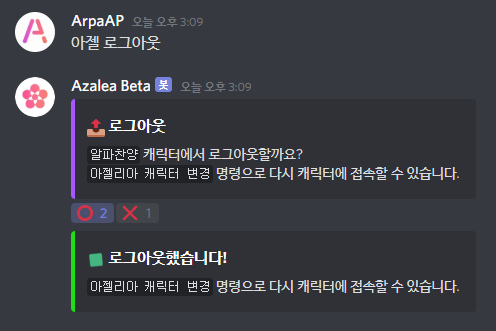 ArpaAP 오늘 오후 3:09
아젤 로그아웃
Azalea Beta 봇 오늘 오후 3:09
로그아웃
알파찬양 캐릭터에서 로그아웃할까요?
아젤리아 캐릭터 변경 명령으로 다시 캐릭터에 접속할 수 있습니다.
2 1
로그아웃했습니다!
아젤리아 캐릭터 변경 명령으로 다시 캐릭터에 접속할 수 있습니다.